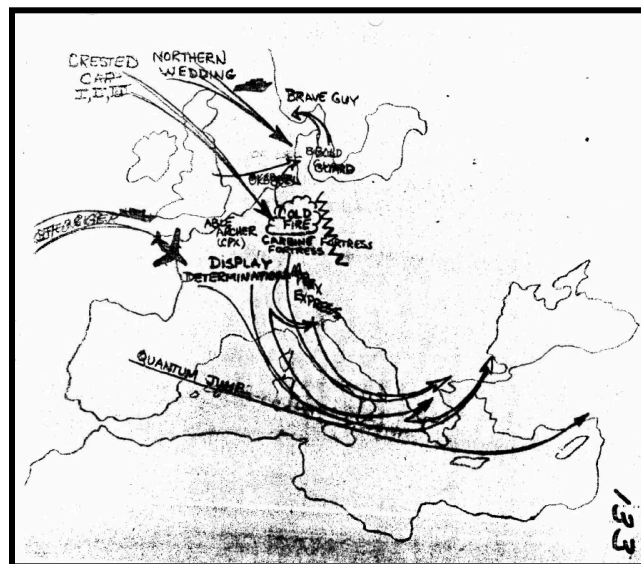 CRESTED
CAP
I, II, III
NORTHERN
WEDDING
BRAVE GUY
BOLD
GUARD
ABLE
ARCHER
(CPX)
COLD
FIRE
CARBINE FORTRESS
FORTRESS
DISPLAY
DETERMINATION
EXPRESS
QUANTUM JUMP
133